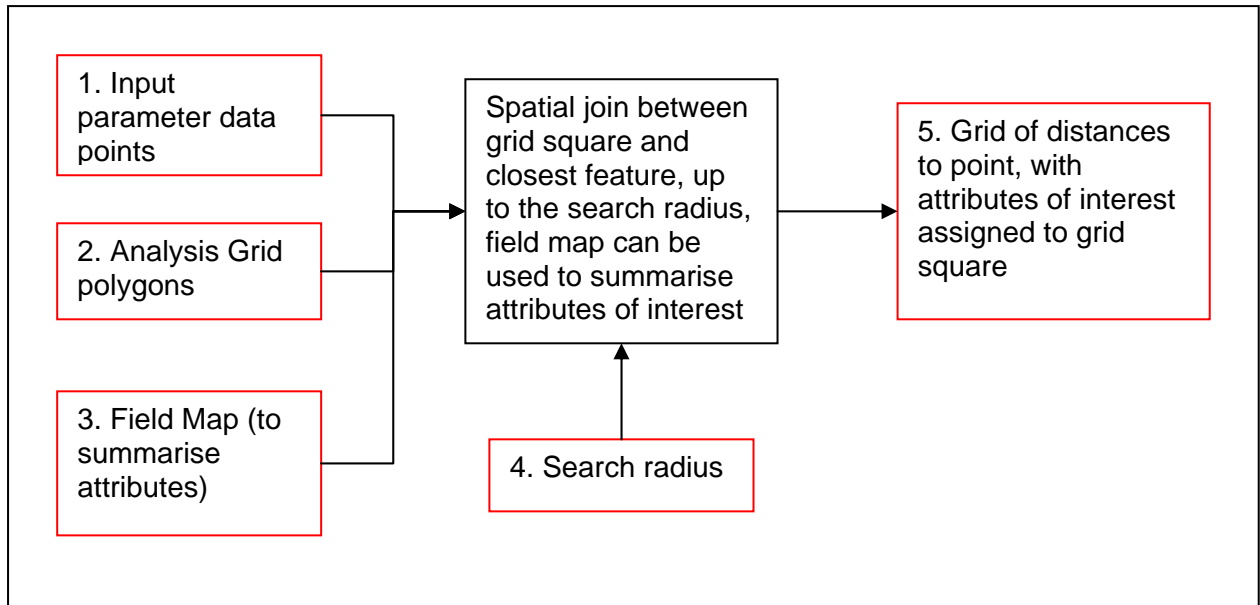 1. Input
parameter data
points
2. Analysis Grid
polygons
3. Field Map (to
summarise
attributes)
Spatial join between
grid square and
closest feature, up
to the search radius,
field map can be
used to summarise
attributes of interest
4. Search radius
5. Grid of distances
to point, with
attributes of interest
assigned to grid
square